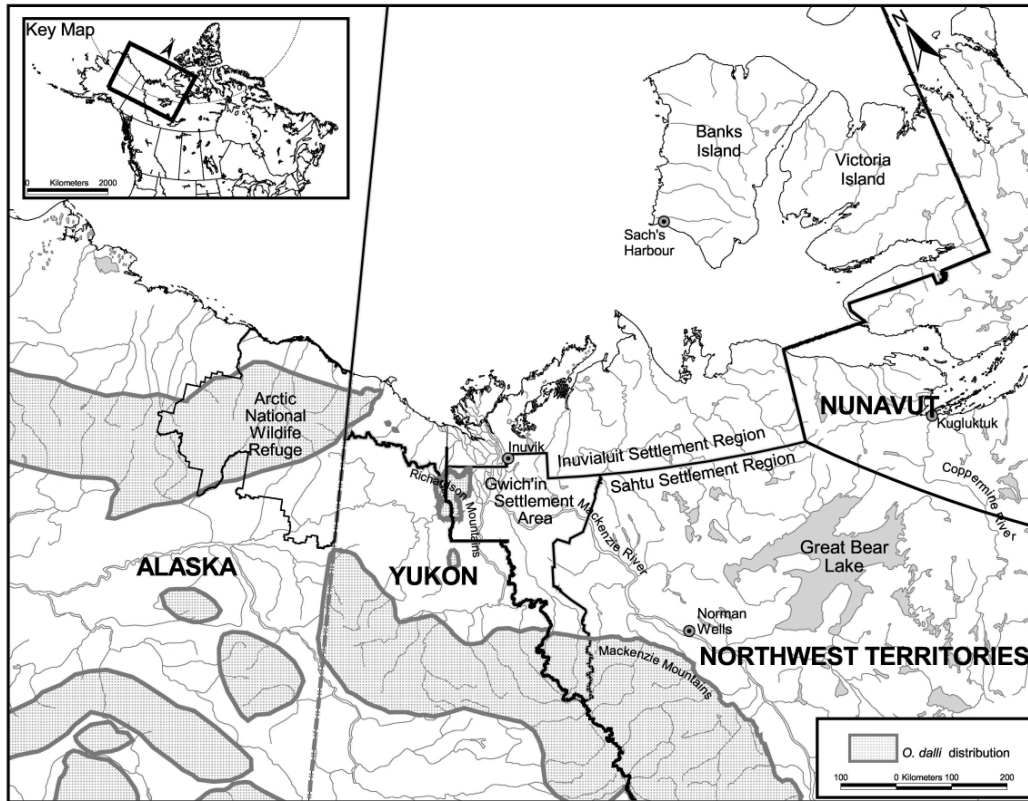 Key Map
0 Kilometers 2000
N
Banks
Island
Victoria
Island
Sach's
Harbour
Arctic
National
Wildlife
Refuge
NUNAVUT
Kugluktuk
Inuvik
Inuvialuit Settlement Region
Sahtu Settlement Region
Gwich'in
Settlement
Area
Richardson
Mountains
Mackenzie River
Coppermine River
Great Bear
Lake
ALASKA
YUKON
Norman
Wells
Mackenzie Mountains
NORTHWEST TERRITORIES
O. dalli distribution
100 0 Kilometers 100 200